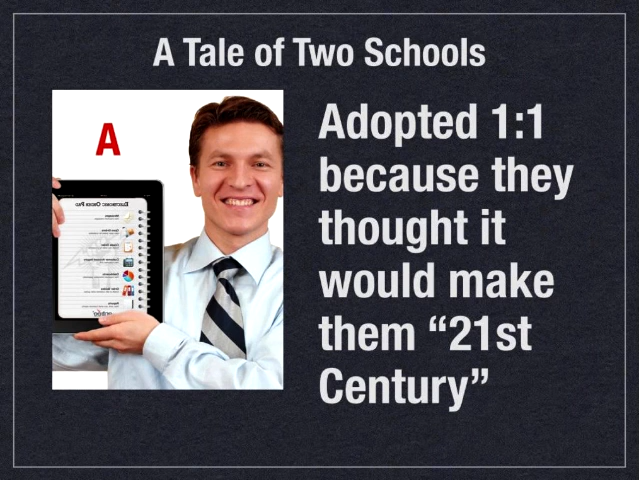 A Tale of Two Schools
A
Adopted 1:1
because they
thought it
would make
them “21st
Century”